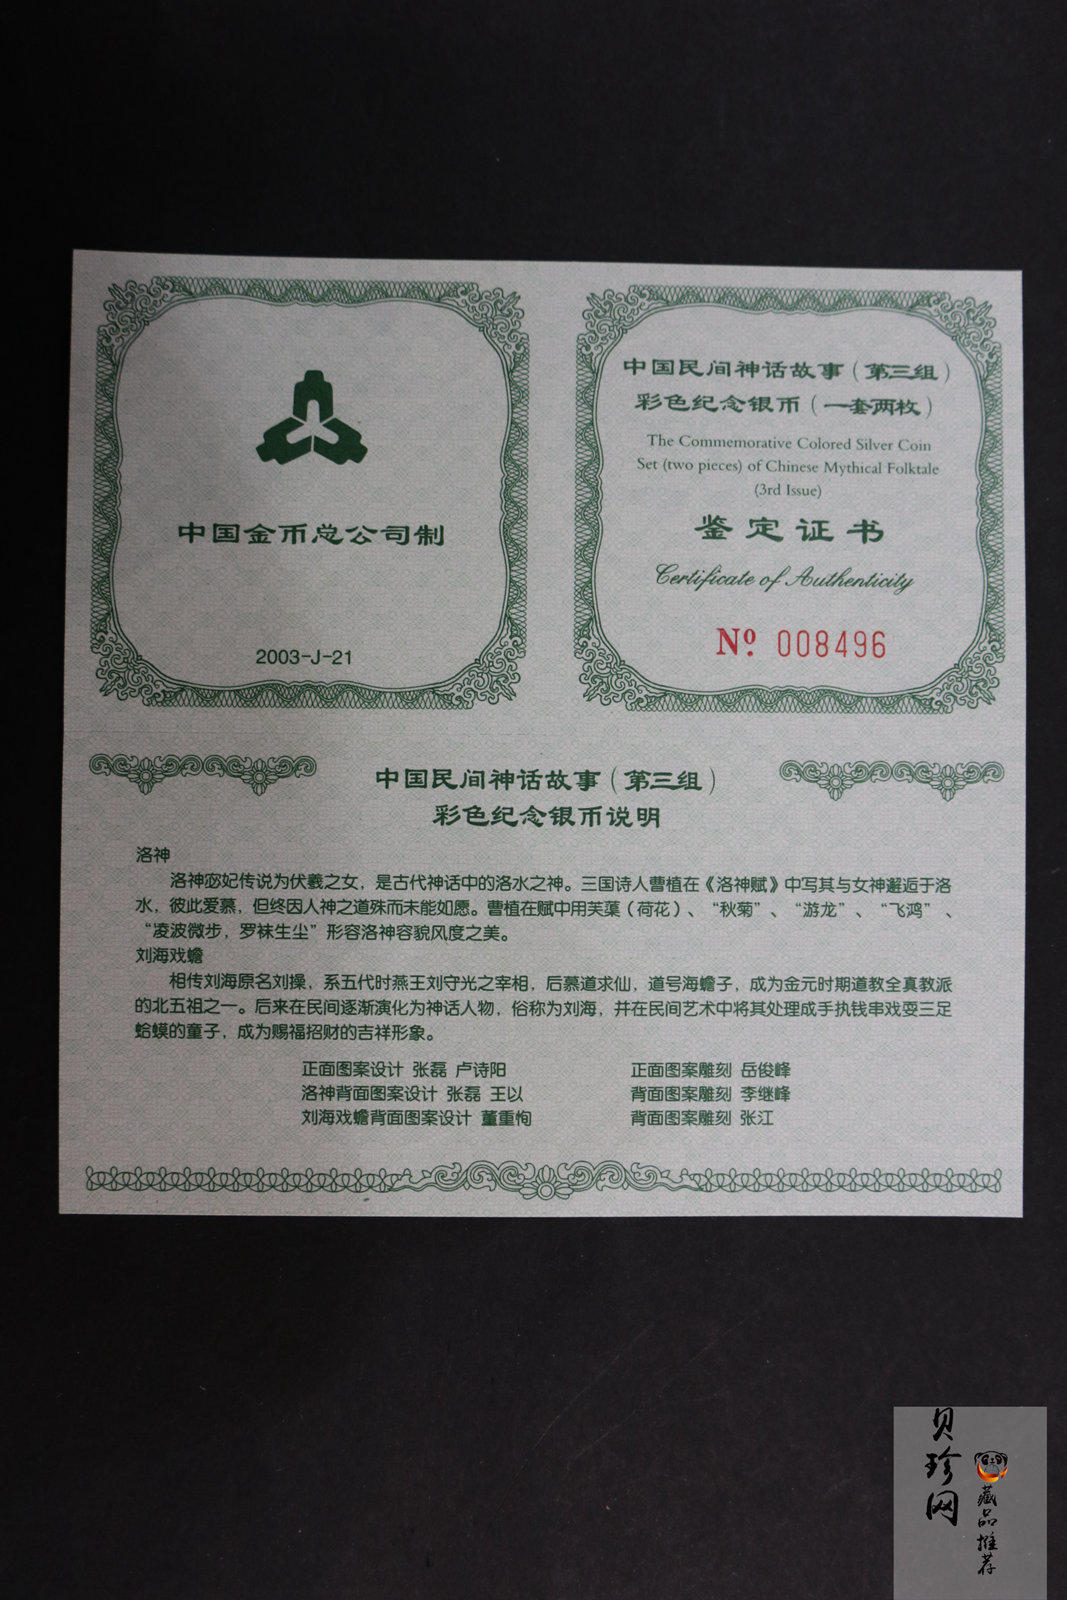 中国金币总公司制
2003-J-21
中国民间神话故事（第三组）
彩色纪念银币（一套两枚）
The Commemorative Colored Silver Coin
Set (two pieces) of Chinese Mythical Folktale
(3rd Issue)
鉴定证书
Certificate of Authenticity
Nº 008496
中国民间神话故事（第三组）
彩色纪念银币说明
洛神
洛神宓妃传说为伏羲之女，是古代神话中的洛水之神。三国诗人曹植在《洛神赋》中写其与女神邂逅于洛
水，彼此爱慕，但终因人神之道殊而未能如愿。曹植在赋中用芙蕖（荷花）、“秋菊”、“游龙”、“飞鸿”、
“凌波微步，罗袜生尘”形容洛神容貌风度之美。
刘海戏蟾
相传刘海原名刘操，系五代时燕王刘守光之宰相，后慕道求仙，道号海蟾子，成为金元时期道教全真教派
的北五祖之一。后来在民间逐渐演化为神话人物，俗称为刘海，并在民间艺术中将其处理成手执钱串戏耍三足
蛤蟆的童子，成为赐福招财的吉祥形象。
正面图案设计 张磊 卢诗阳
正面图案雕刻 岳俊峰
洛神背面图案设计 张磊 王以
背面图案雕刻 李继峰
刘海戏蟾背面图案设计 董重恂
背面图案雕刻 张江
贝珍网
藏品推荐